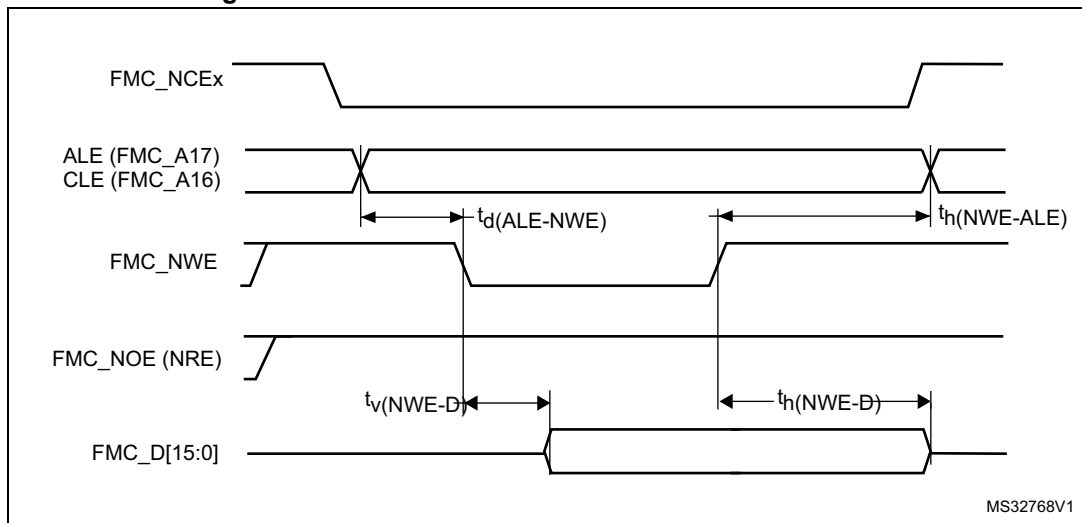 FMC_NCEx
ALE (FMC_A17)
CLE (FMC_A16)
td(ALE-NWE)
th(NWE-ALE)
FMC_NWE
FMC_NOE (NRE)
tv(NWE-D)
th(NWE-D)
FMC_D[15:0]
MS32768V1